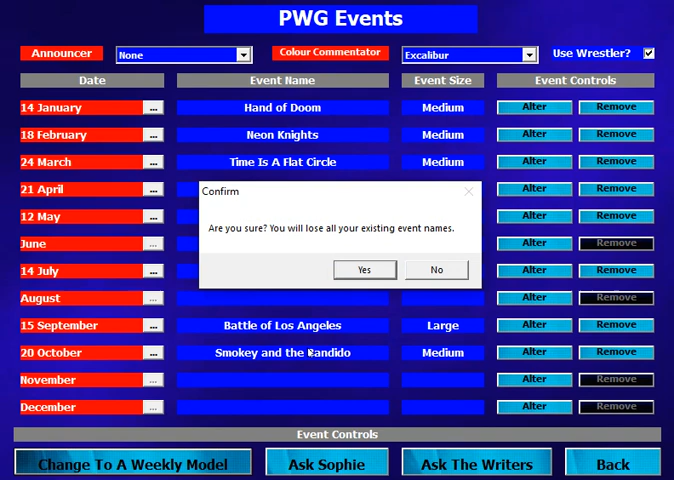 PWG Events
Announcer None Colour Commentator Excalibur Use Wrestler?
Date Event Name Event Size Event Controls
14 January ... Hand of Doom Medium Alter Remove
18 February ... Neon Knights Medium Alter Remove
24 March ... Time Is A Flat Circle Medium Alter Remove
21 April ... Alter Remove
12 May ... Alter Remove
June ... Alter Remove
14 July ... Alter Remove
August ... Alter Remove
15 September ... Battle of Los Angeles Large Alter Remove
20 October ... Smokey and the Bandido Medium Alter Remove
November ... Alter Remove
December ... Alter Remove
Confirm
Are you sure? You will lose all your existing event names.
Yes No
Event Controls
Change To A Weekly Model Ask Sophie Ask The Writers Back